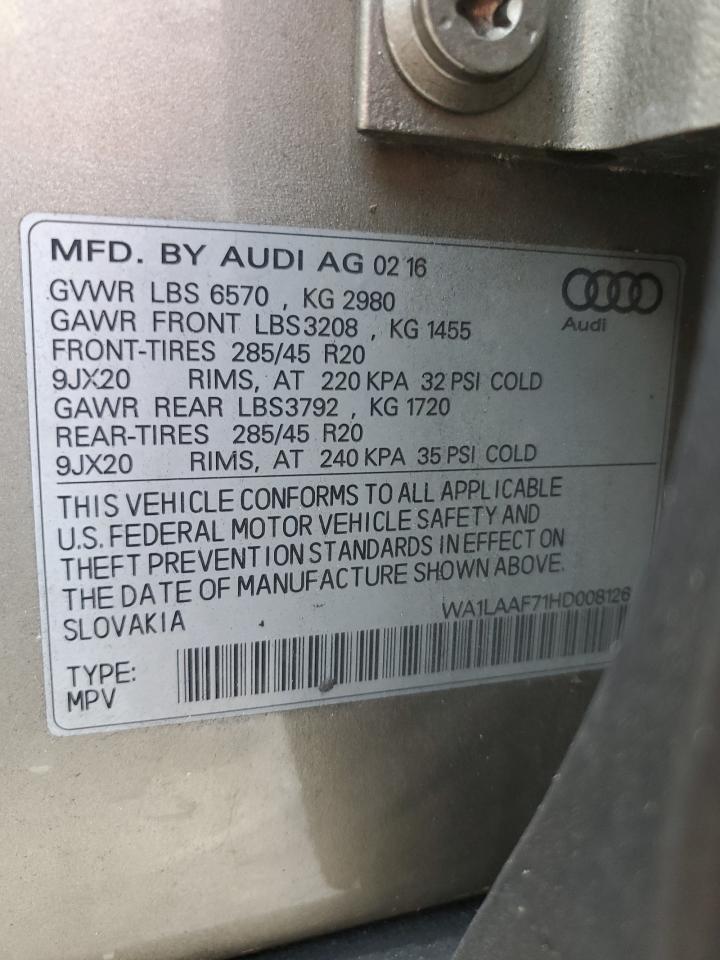 MFD. BY AUDI AG 02 16
GVWR LBS 6570 , KG 2980
GAWR FRONT LBS3208 , KG 1455
Audi
FRONT-TIRES 285/45 R20
9JX20 RIMS, AT 220 KPA 32 PSI COLD
GAWR REAR LBS3792 , KG 1720
REAR-TIRES 285/45 R20
9JX20 RIMS, AT 240 KPA 35 PSI COLD
THIS VEHICLE CONFORMS TO ALL APPLICABLE
U.S. FEDERAL MOTOR VEHICLE SAFETY AND
THEFT PREVENTION STANDARDS IN EFFECT ON
THE DATE OF MANUFACTURE SHOWN ABOVE.
SLOVAKIA WA1LAAF71HD008126
TYPE:
MPV